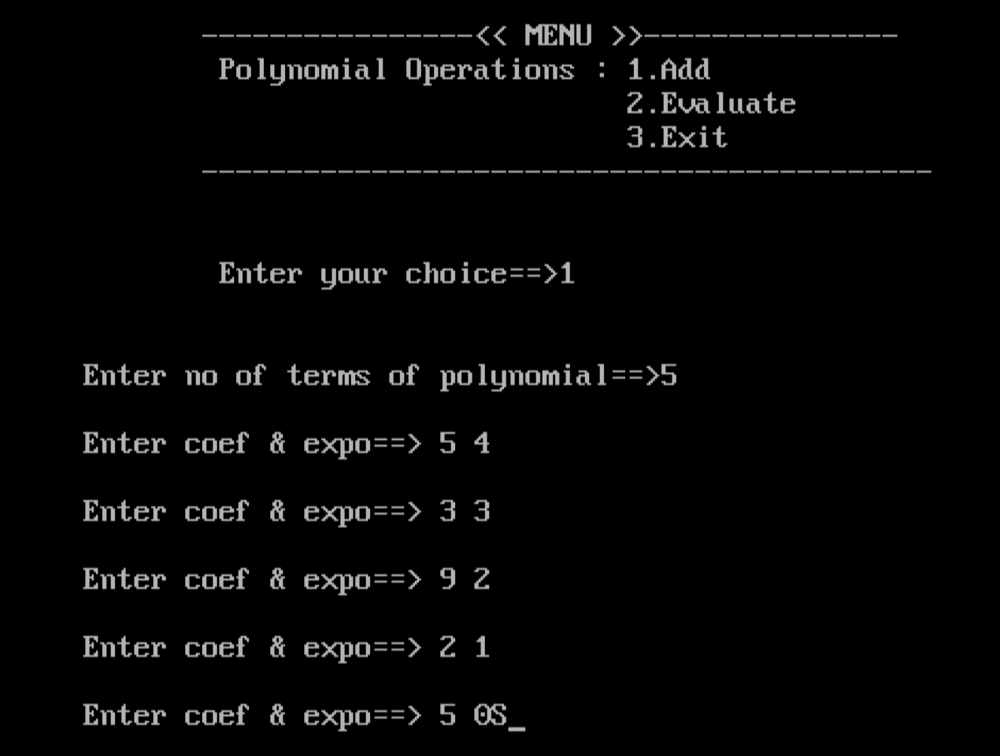 ----------------<< MENU >>---------------
Polynomial Operations : 1.Add
2.Evaluate
3.Exit
-------------------------------------------
Enter your choice==>1
Enter no of terms of polynomial==>5
Enter coef & expo==> 5 4
Enter coef & expo==> 3 3
Enter coef & expo==> 9 2
Enter coef & expo==> 2 1
Enter coef & expo==> 5 0S_